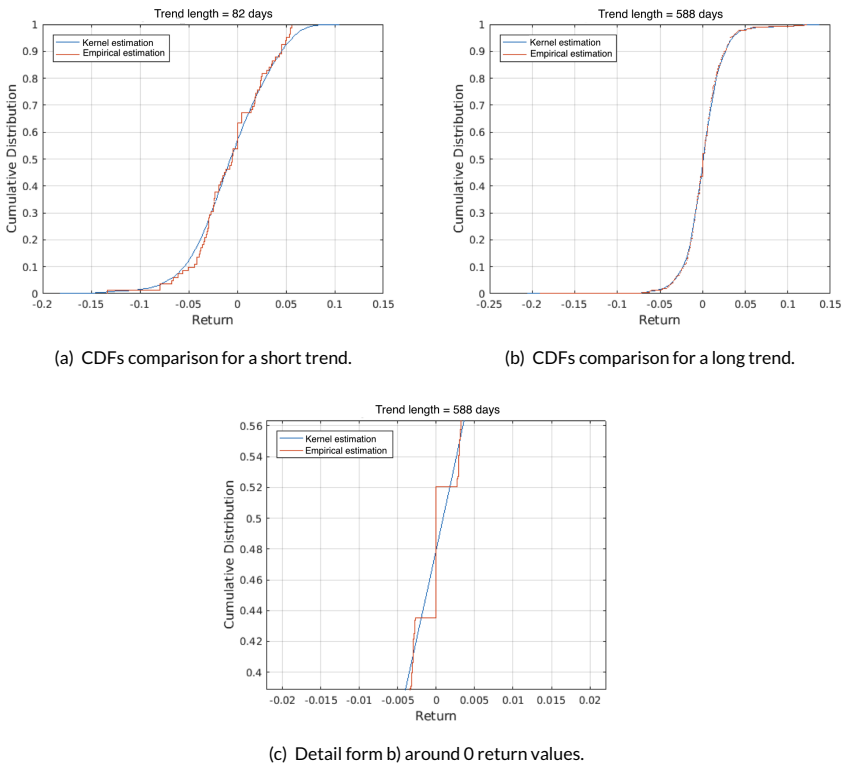 Trend length = 82 days
1
0.9
0.8
0.7
0.6
0.5
0.4
0.3
0.2
0.1
0
Cumulative Distribution
Kernel estimation
Empirical estimation
-0.2 -0.15 -0.1 -0.05 0 0.05 0.1 0.15
Return
(a) CDFs comparison for a short trend.
Trend length = 588 days
1
0.9
0.8
0.7
0.6
0.5
0.4
0.3
0.2
0.1
0
Cumulative Distribution
Kernel estimation
Empirical estimation
-0.25 -0.2 -0.15 -0.1 -0.05 0 0.05 0.1 0.15
Return
(b) CDFs comparison for a long trend.
Trend length = 588 days
0.56
0.54
0.52
0.5
0.48
0.46
0.44
0.42
0.4
Cumulative Distribution
Kernel estimation
Empirical estimation
-0.02 -0.015 -0.01 -0.005 0 0.005 0.01 0.015 0.02
Return
(c) Detail form b) around 0 return values.